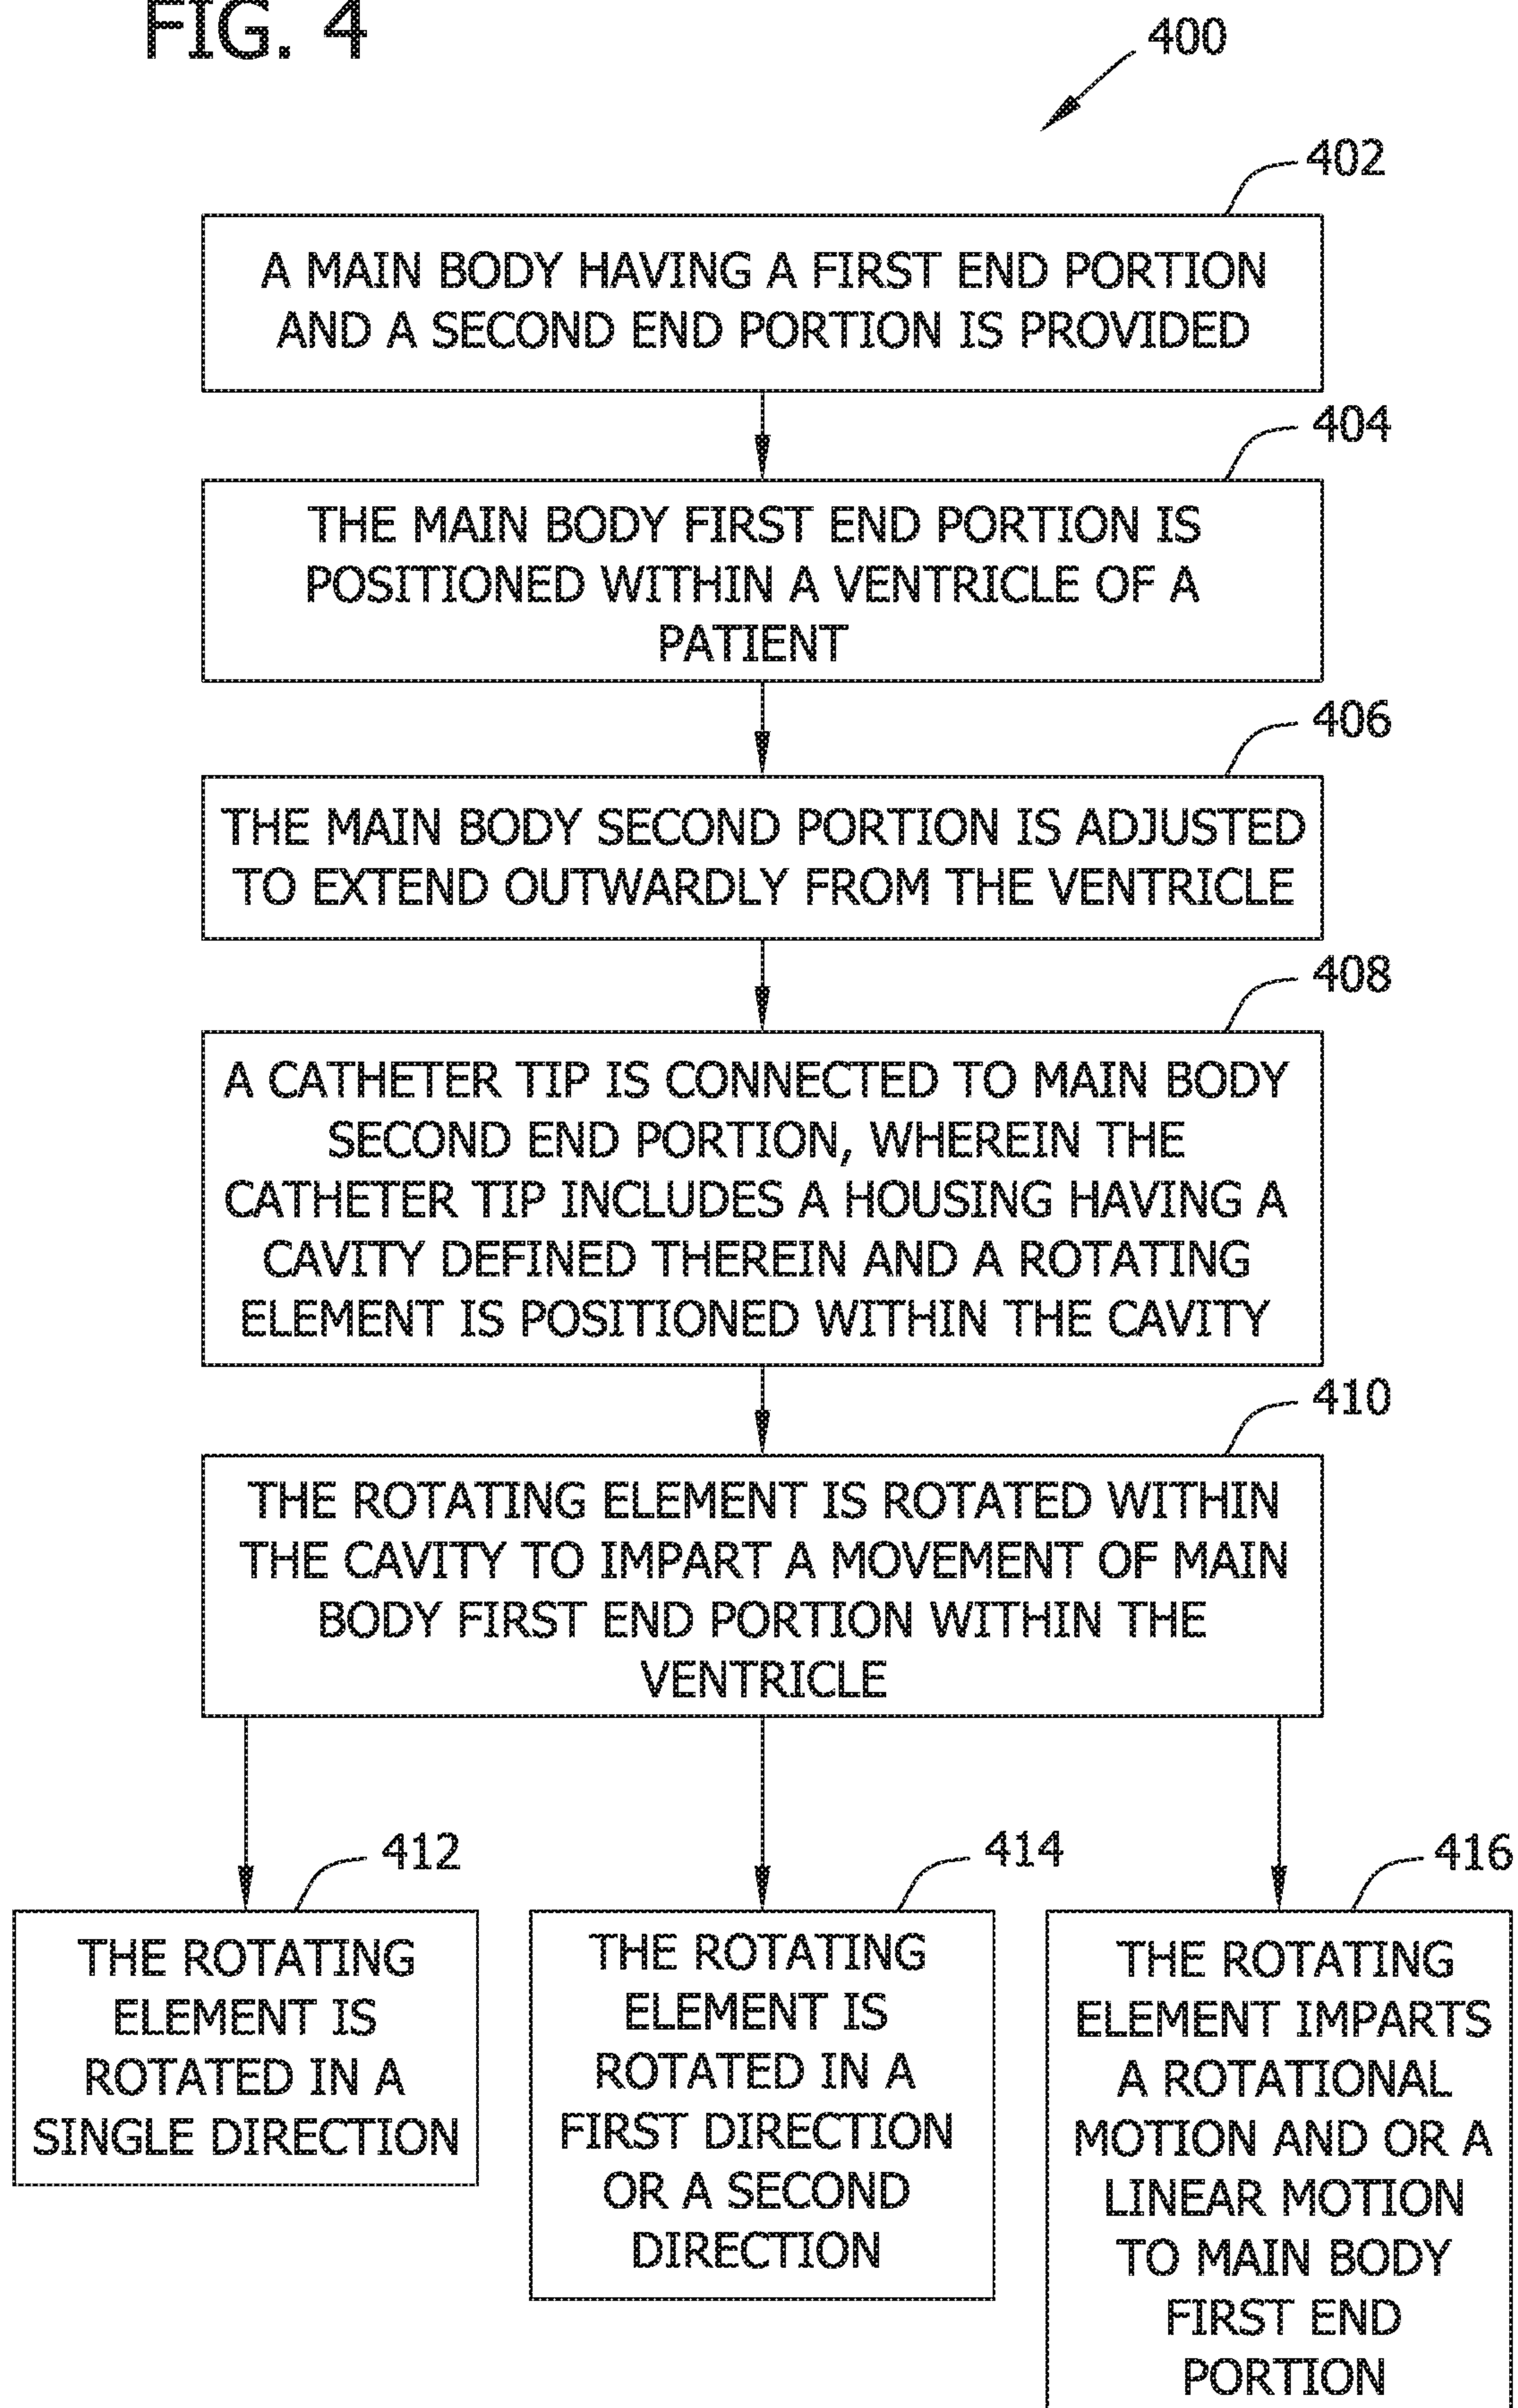 FIG. 4
400
402
A MAIN BODY HAVING A FIRST END PORTION
AND A SECOND END PORTION IS PROVIDED
404
THE MAIN BODY FIRST END PORTION IS
POSITIONED WITHIN A VENTRICLE OF A
PATIENT
406
THE MAIN BODY SECOND PORTION IS ADJUSTED
TO EXTEND OUTWARDLY FROM THE VENTRICLE
408
A CATHETER TIP IS CONNECTED TO MAIN BODY
SECOND END PORTION, WHEREIN THE
CATHETER TIP INCLUDES A HOUSING HAVING A
CAVITY DEFINED THEREIN AND A ROTATING
ELEMENT IS POSITIONED WITHIN THE CAVITY
410
THE ROTATING ELEMENT IS ROTATED WITHIN
THE CAVITY TO IMPART A MOVEMENT OF MAIN
BODY FIRST END PORTION WITHIN THE
VENTRICLE
412
THE ROTATING
ELEMENT IS
ROTATED IN A
SINGLE DIRECTION
414
THE ROTATING
ELEMENT IS
ROTATED IN A
FIRST DIRECTION
OR A SECOND
DIRECTION
416
THE ROTATING
ELEMENT IMPARTS
A ROTATIONAL
MOTION AND OR A
LINEAR MOTION
TO MAIN BODY
FIRST END
PORTION